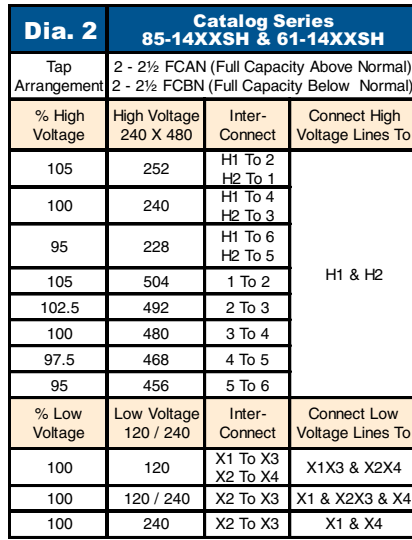 Dia. 2
Catalog Series
85-14XXSH & 61-14XXSH
Tap
Arrangement
2 - 2½ FCAN (Full Capacity Above Normal)
2 - 2½ FCBN (Full Capacity Below Normal)
% High
Voltage
High Voltage
240 X 480
Inter-
Connect
Connect High
Voltage Lines To
105
252
H1 To 2
H2 To 1
100
240
H1 To 4
H2 To 3
95
228
H1 To 6
H2 To 5
105
504
1 To 2
102.5
492
2 To 3
100
480
3 To 4
97.5
468
4 To 5
95
456
5 To 6
H1 & H2
% Low
Voltage
Low Voltage
120 / 240
Inter-
Connect
Connect Low
Voltage Lines To
100
120
X1 To X3
X2 To X4
X1X3 & X2X4
100
120 / 240
X2 To X3
X1 & X2X3 & X4
100
240
X2 To X3
X1 & X4